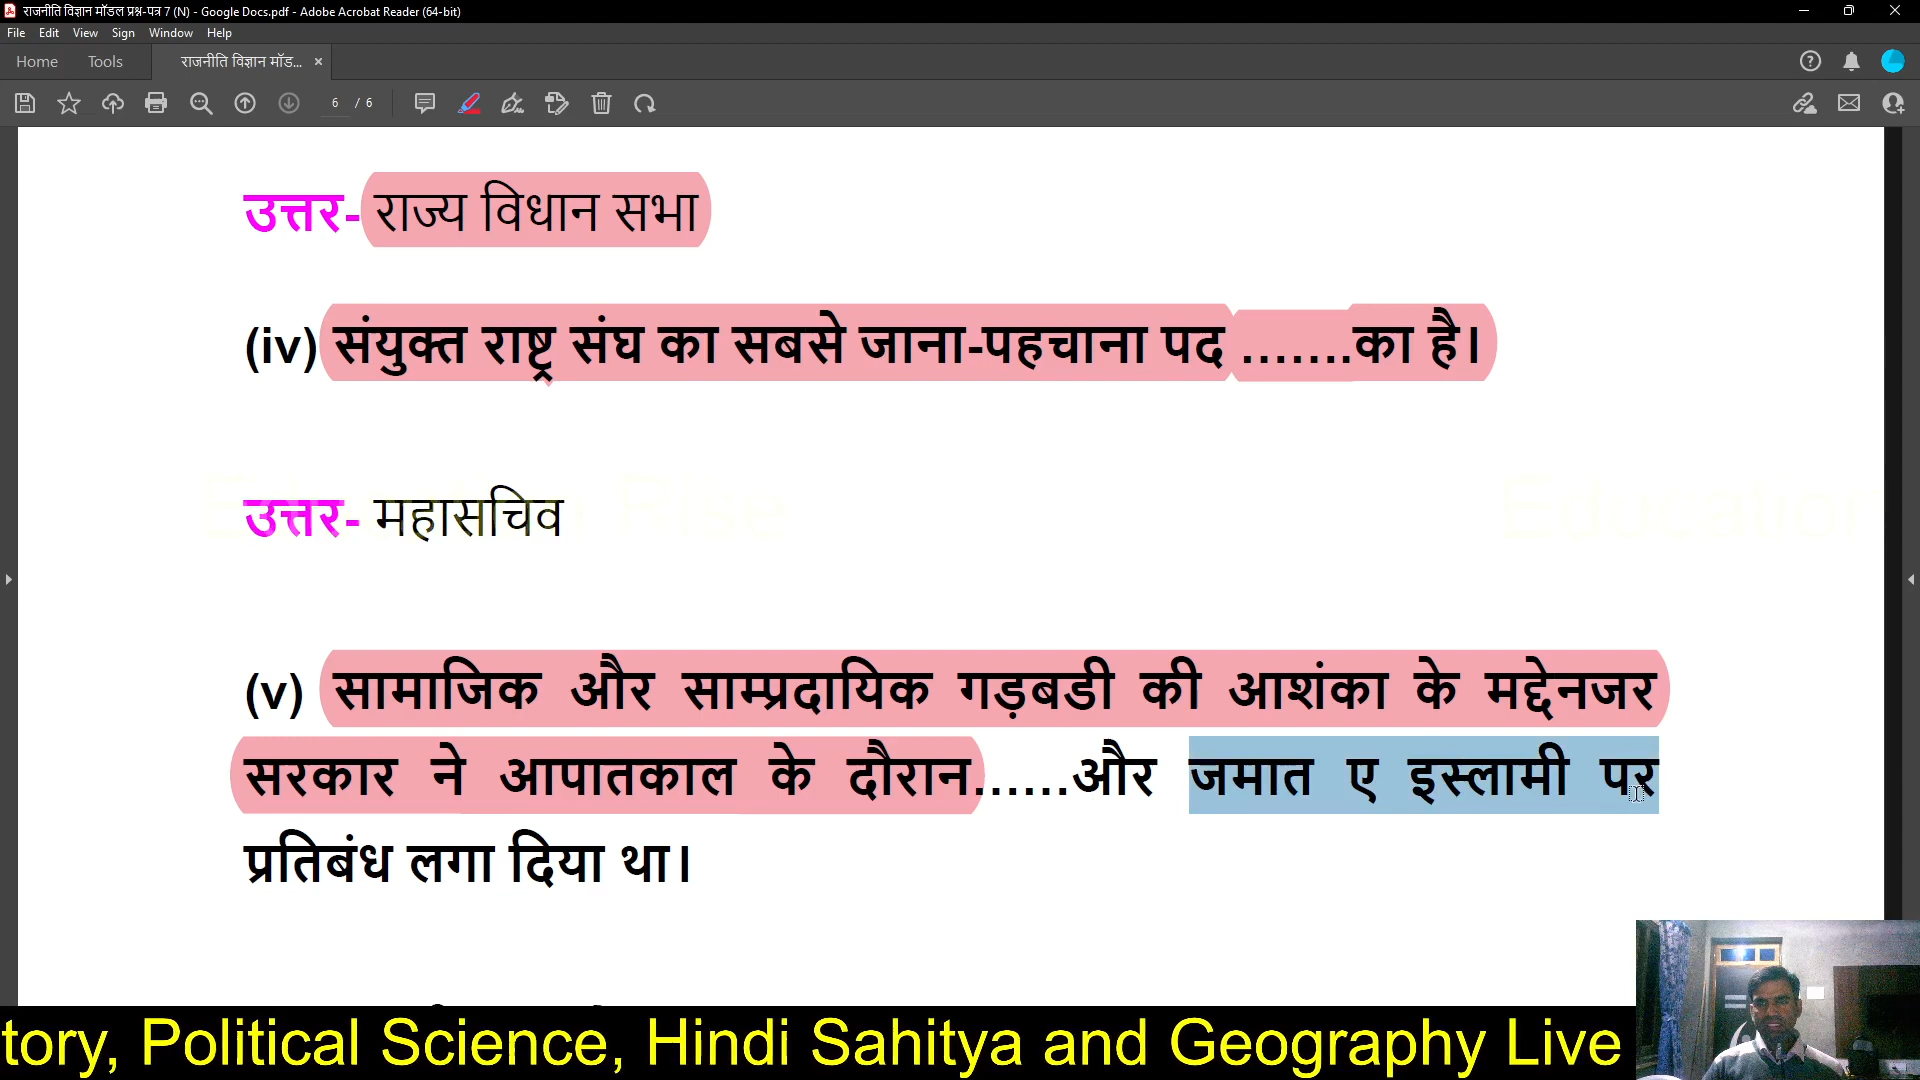 राजनीति विज्ञान मॉडल प्रश्न-पत्र 7 (N) - Google Docs.pdf - Adobe Acrobat Reader (64-bit)
File Edit View Sign Window Help
Home Tools राजनीति विज्ञान मॉड... ×
6 / 6
उत्तर- राज्य विधान सभा
(iv) संयुक्त राष्ट्र संघ का सबसे जाना-पहचाना पद .......का है।
उत्तर- महासचिव
Education Rise Education
(v) सामाजिक और साम्प्रदायिक गड़बडी की आशंका के मद्देनजर
सरकार ने आपातकाल के दौरान......और जमात ए इस्लामी पर
प्रतिबंध लगा दिया था।
tory, Political Science, Hindi Sahitya and Geography Live